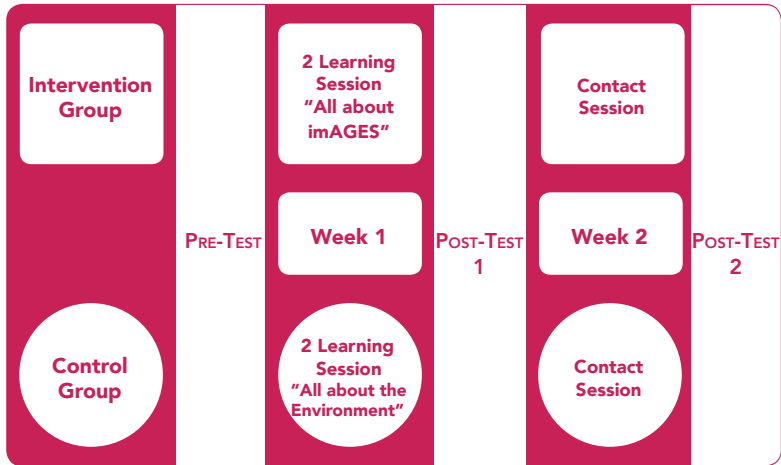 Intervention
Group
Control
Group
PRE-TEST
2 Learning
Session
“All about
imAGES”
Week 1
2 Learning
Session
“All about the
Environment”
POST-TEST
1
Contact
Session
Week 2
Contact
Session
POST-TEST
2